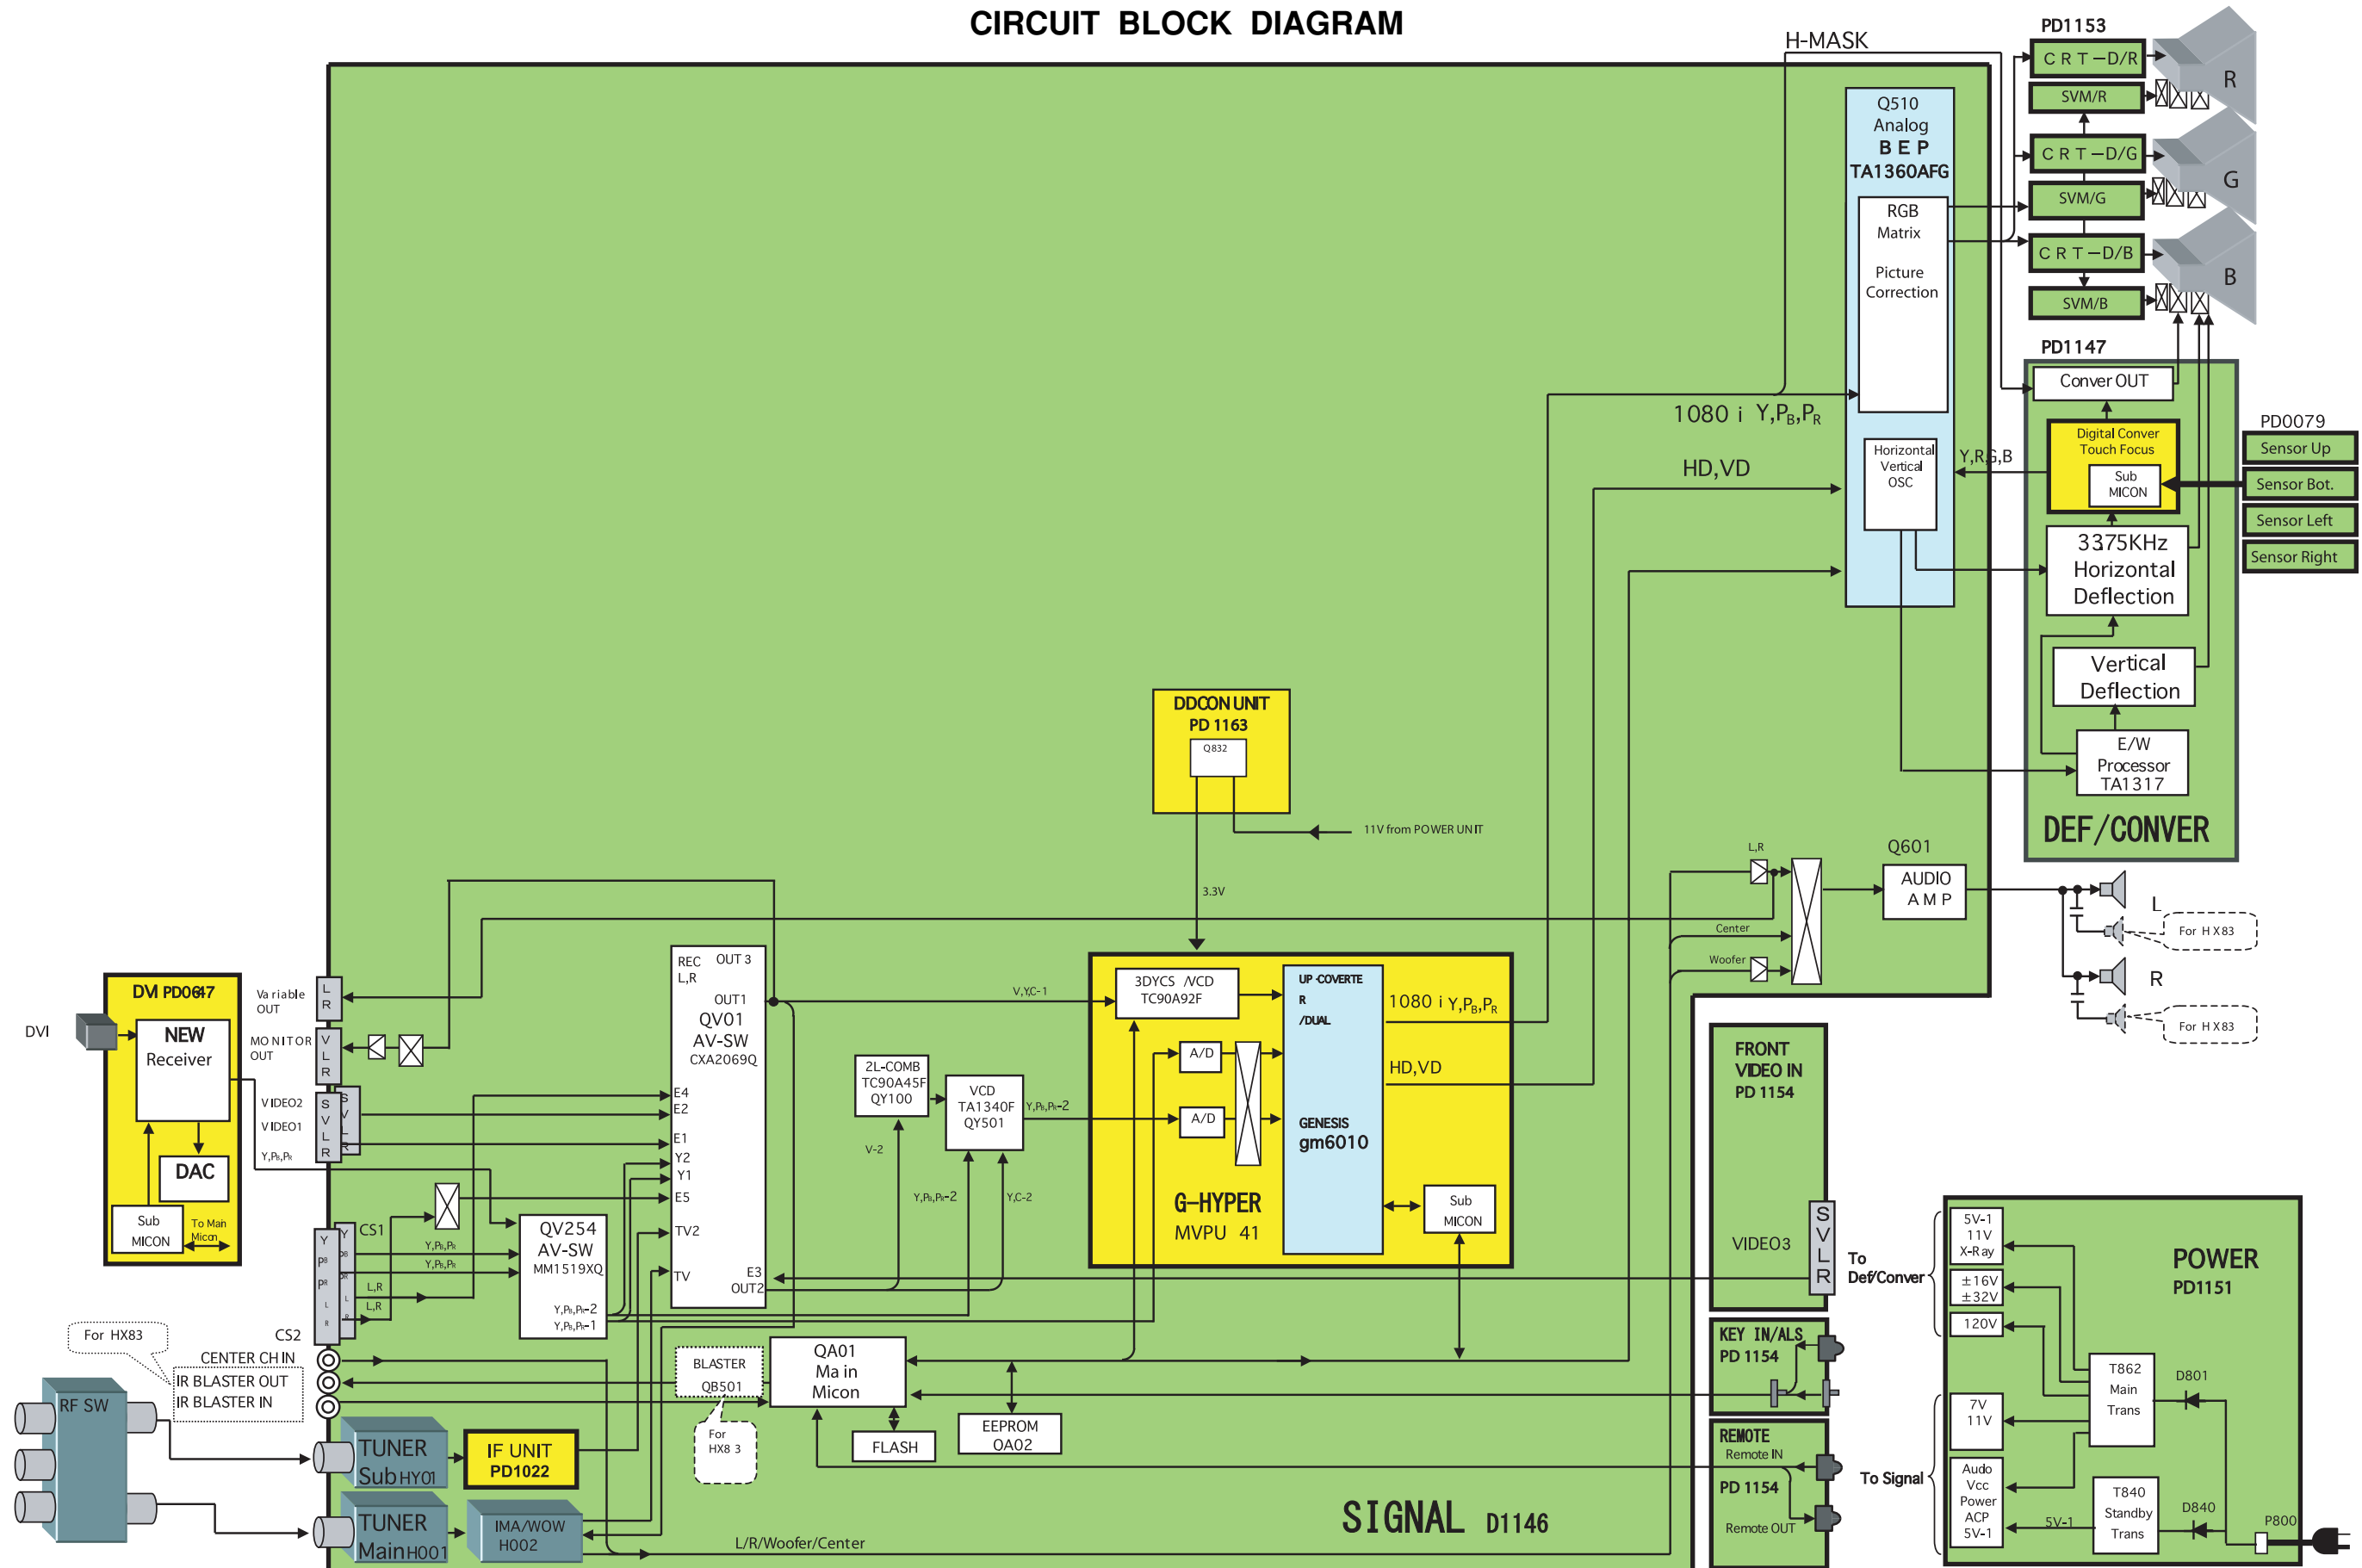 CIRCUIT BLOCK DIAGRAM
H-MASK
PD1153
CRT-D/R
SVM/R
R
CRT-D/G
SVM/G
G
CRT-D/B
SVM/B
B
Q510
Analog
BEP
TA1360AFG
RGB
Matrix
Picture
Correction
1080 i Y,PB,PR
HD,VD
Horizontal
Vertical
OSC
Y,R,G,B
PD1147
Conver OUT
Digital Conver
Touch Focus
Sub
MICON
3375KHz
Horizontal
Deflection
Vertical
Deflection
E/W
Processor
TA1317
DEF/CONVER
PD0079
Sensor Up
Sensor Bot.
Sensor Left
Sensor Right
DDCON UNIT
PD 1163
Q832
11V from POWER UNIT
3.3V
L,R
Center
Woofer
Q601
AUDIO
AMP
L
For HX83
R
For HX83
DVI
DVI PD0647
NEW
Receiver
DAC
Sub
MICON
To Main
Micon
Variable
OUT
L
R
MONITOR
OUT
V
L
R
VIDEO2
VIDEO1
S
V
L
R
S
V
L
R
Y,PB,PR
CS1
Y
PB
PR
L
R
Y
PB
PR
L
R
CS2
Y,PB,PR
Y,PB,PR
L,R
L,R
QV254
AV-SW
MM1519XQ
Y,PB,PR-2
Y,PB,PR-1
REC
L,R
OUT 3
OUT1
QV01
AV-SW
CXA2069Q
E4
E2
E1
Y2
Y1
E5
TV2
TV
E3
OUT2
V,Y,C-1
2L-COMB
TC90A45F
QY100
VCD
TA1340F
QY501
Y,PB,PR-2
V-2
Y,PB,PR-2
Y,C-2
3DYCS /VCD
TC90A92F
A/D
A/D
UP-COVERTE
R
/DUAL
GENESIS
gm6010
1080 i Y,PB,PR
HD,VD
G-HYPER
MVPU 41
Sub
MICON
FRONT
VIDEO IN
PD 1154
VIDEO3
S
V
L
R
KEY IN/ALS
PD 1154
REMOTE
Remote IN
PD 1154
Remote OUT
To
Def/Conver
To Signal
5V-1
11V
X-Ray
±16V
±32V
120V
7V
11V
Audo
Vcc
Power
ACP
5V-1
POWER
PD1151
T862
Main
Trans
D801
T840
Standby
Trans
D840
5V-1
P800
For HX83
CENTER CH IN
IR BLASTER OUT
IR BLASTER IN
RF SW
TUNER
Sub HY01
IF UNIT
PD1022
TUNER
Main H001
IMA/WOW
H002
BLASTER
QB501
For
HX8 3
QA01
Main
Micon
FLASH
EEPROM
OA02
L/R/Woofer/Center
SIGNAL D1146